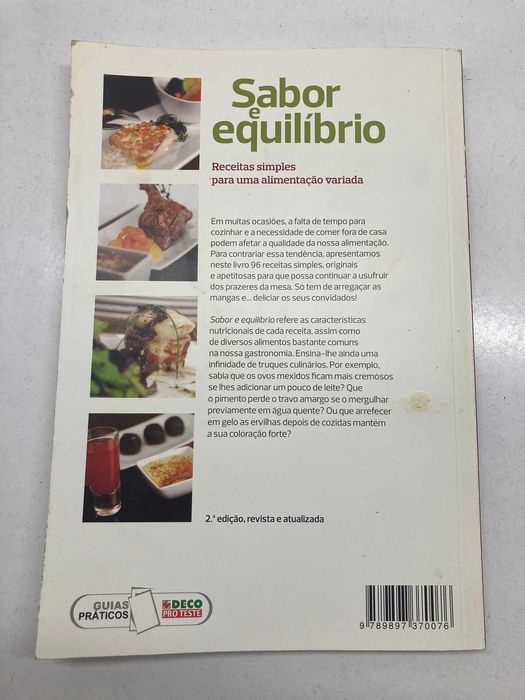 Sabor
e
equilíbrio
Receitas simples
para uma alimentação variada
Em muitas ocasiões, a falta de tempo para
cozinhar e a necessidade de comer fora de casa
podem afetar a qualidade da nossa alimentação.
Para contrariar essa tendência, apresentamos
neste livro 96 receitas simples, originais
e apetitosas para que possa continuar a usufruir
dos prazeres da mesa. Só tem de arregaçar as
mangas e... deliciar os seus convidados!
Sabor e equilíbrio refere as características
nutricionais de cada receita, assim como
de diversos alimentos bastante comuns
na nossa gastronomia. Ensina-lhe ainda uma
infinidade de truques culinários. Por exemplo,
sabia que os ovos mexidos ficam mais cremosos
se lhes adicionar um pouco de leite? Que
o pimento perde o travo amargo se o mergulhar
previamente em água quente? Ou que arrefecer
em gelo as ervilhas depois de cozidas mantém
a sua coloração forte?
2.ª edição, revista e atualizada
GUIAS
PRÁTICOS
DECO
PROTESTE
9 789897 370076